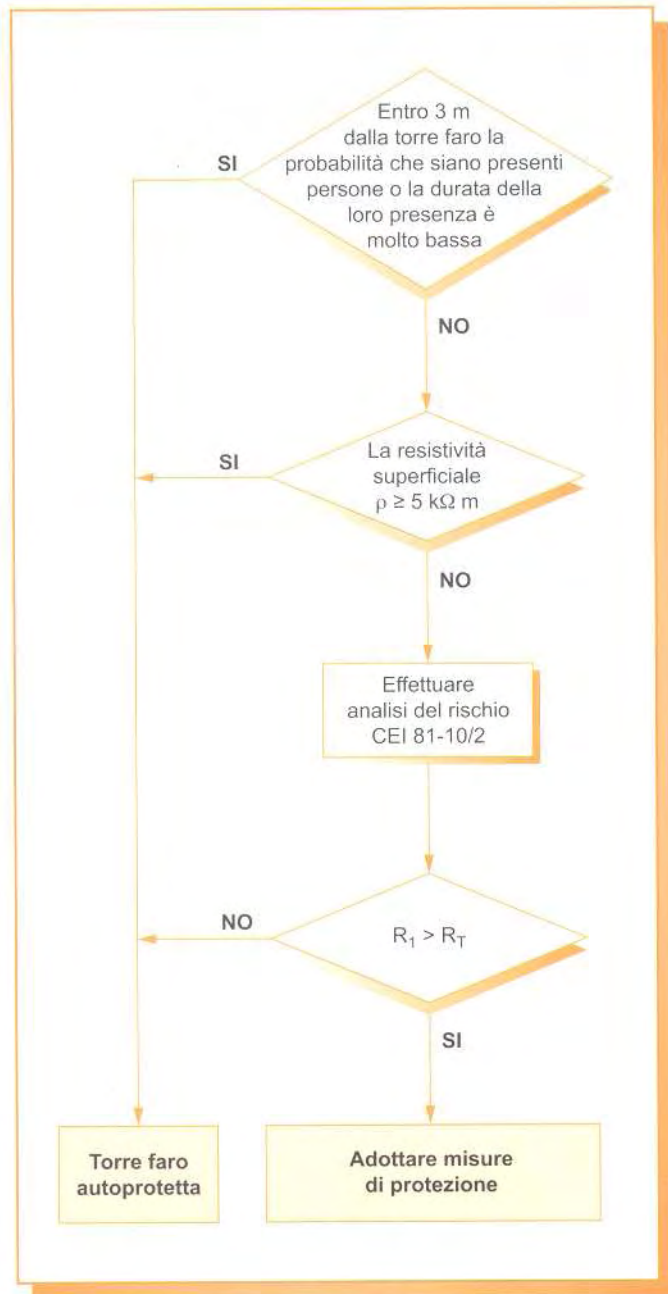 Entro 3 m
dalla torre faro la
probabilità che siano presenti
persone o la durata della
loro presenza è
molto bassa
SI
NO
La resistività
superficiale
ρ ≥ 5 kΩ m
SI
NO
Effettuare
analisi del rischio
CEI 81-10/2
NO
R₁ > R_T
SI
Torre faro
autoprotetta
Adottare misure
di protezione